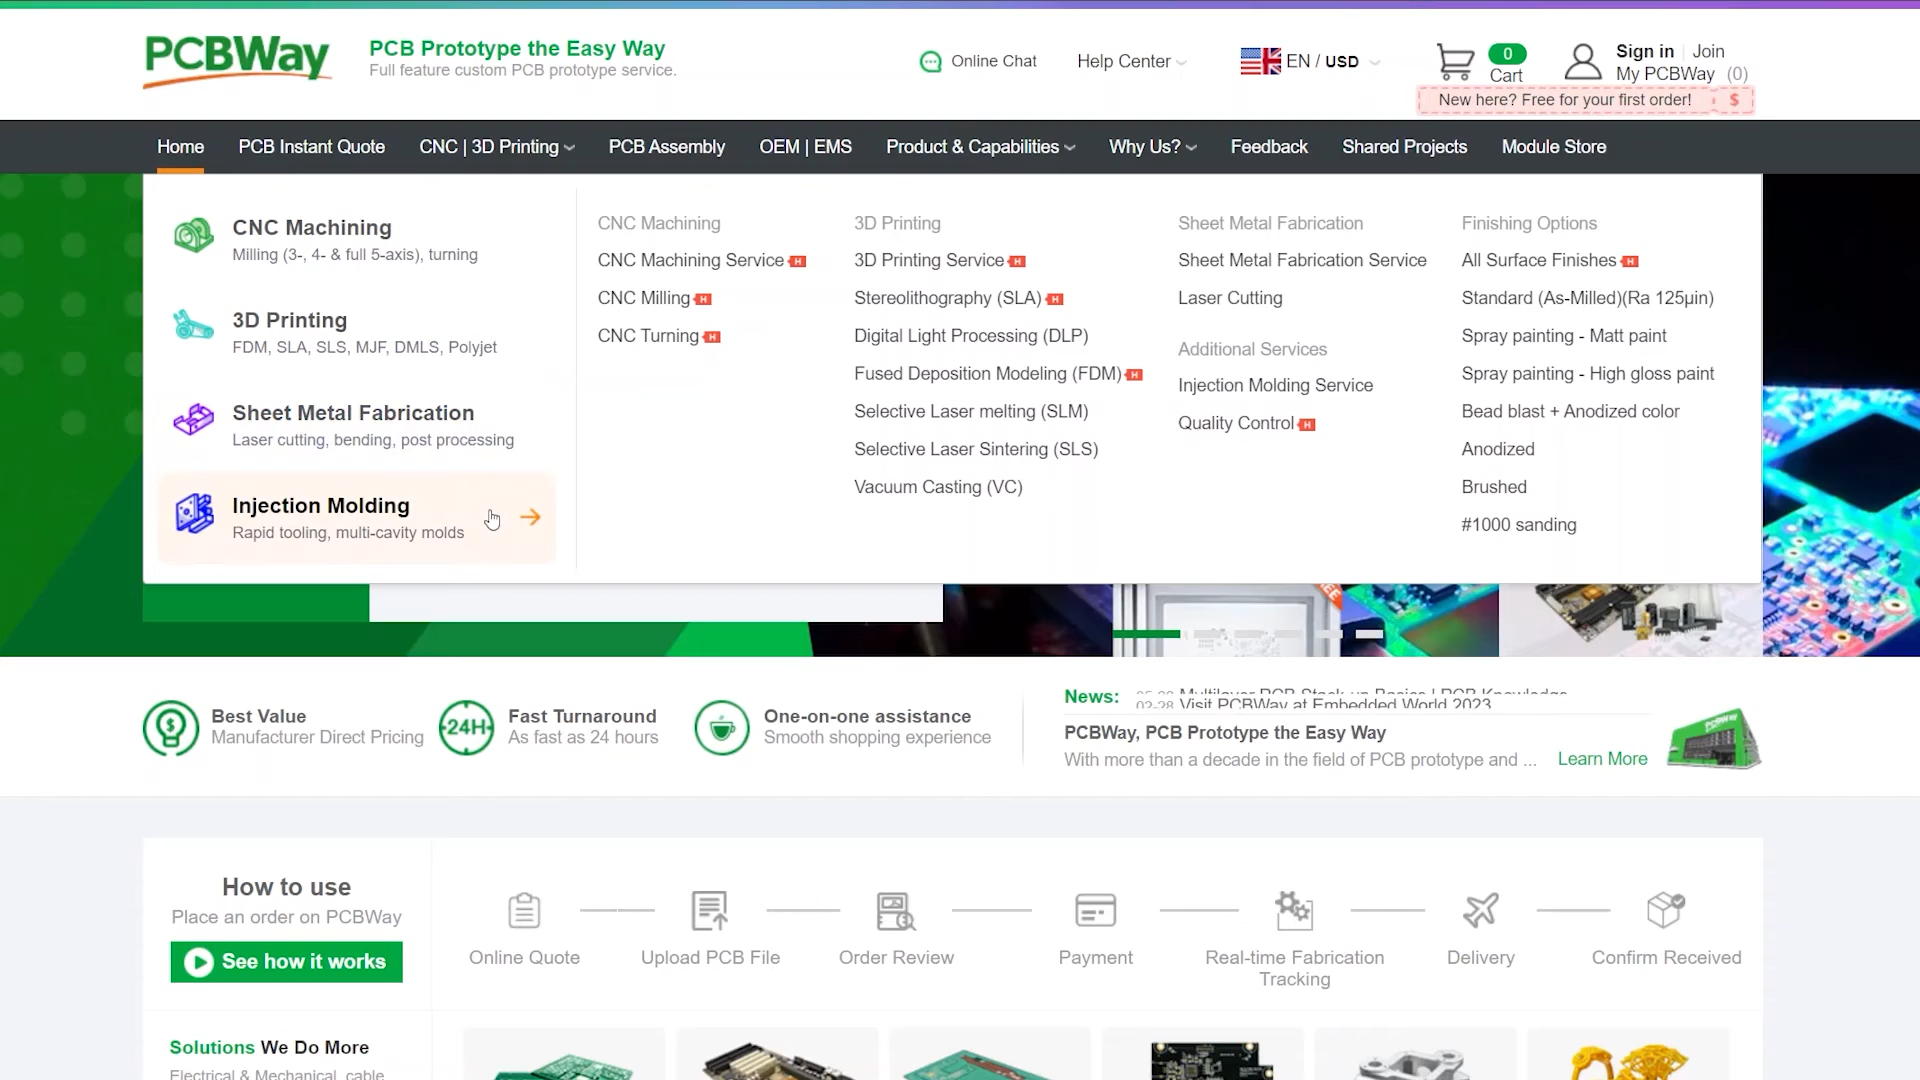 PCBWay
PCB Prototype the Easy Way
Full feature custom PCB prototype service.
Online Chat
Help Center
EN / USD
0
Cart
Sign in
Join
My PCBWay (0)
New here? Free for your first order!
$
Home
PCB Instant Quote
CNC | 3D Printing
PCB Assembly
OEM | EMS
Product & Capabilities
Why Us?
Feedback
Shared Projects
Module Store
CNC Machining
Milling (3-, 4- & full 5-axis), turning
3D Printing
FDM, SLA, SLS, MJF, DMLS, Polyjet
Sheet Metal Fabrication
Laser cutting, bending, post processing
Injection Molding
Rapid tooling, multi-cavity molds
CNC Machining
CNC Machining Service H
CNC Milling H
CNC Turning H
3D Printing
3D Printing Service H
Stereolithography (SLA) H
Digital Light Processing (DLP)
Fused Deposition Modeling (FDM) H
Selective Laser melting (SLM)
Selective Laser Sintering (SLS)
Vacuum Casting (VC)
Sheet Metal Fabrication
Sheet Metal Fabrication Service
Laser Cutting
Additional Services
Injection Molding Service
Quality Control H
Finishing Options
All Surface Finishes H
Standard (As-Milled)(Ra 125µin)
Spray painting - Matt paint
Spray painting - High gloss paint
Bead blast + Anodized color
Anodized
Brushed
#1000 sanding
Best Value
Manufacturer Direct Pricing
24H
Fast Turnaround
As fast as 24 hours
One-on-one assistance
Smooth shopping experience
News:
Multilayer PCB Stack-up Basics | PCB Knowledge
02-28 Visit PCBWay at Embedded World 2023
PCBWay, PCB Prototype the Easy Way
With more than a decade in the field of PCB prototype and ...
Learn More
How to use
Place an order on PCBWay
See how it works
Online Quote
Upload PCB File
Order Review
Payment
Real-time Fabrication
Tracking
Delivery
Confirm Received
Solutions We Do More
Electrical & Mechanical, cable